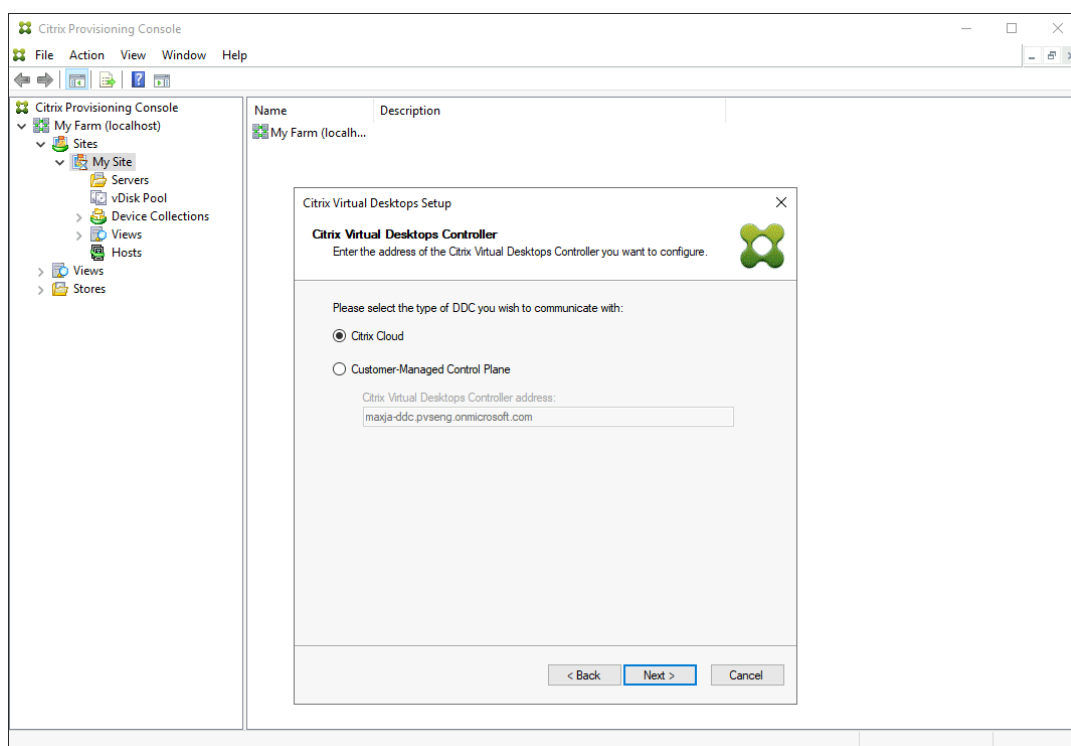 Citrix Provisioning Console
File Action View Window Help
Citrix Provisioning Console
My Farm (localhost)
Sites
My Site
Servers
vDisk Pool
Device Collections
Views
Hosts
Views
Stores
Name Description
My Farm (localh...
Citrix Virtual Desktops Setup
Citrix Virtual Desktops Controller
Enter the address of the Citrix Virtual Desktops Controller you want to configure.
Please select the type of DDC you wish to communicate with:
Citrix Cloud
Customer-Managed Control Plane
Citrix Virtual Desktops Controller address:
maxja-ddc.pvseng.onmicrosoft.com
< Back Next > Cancel